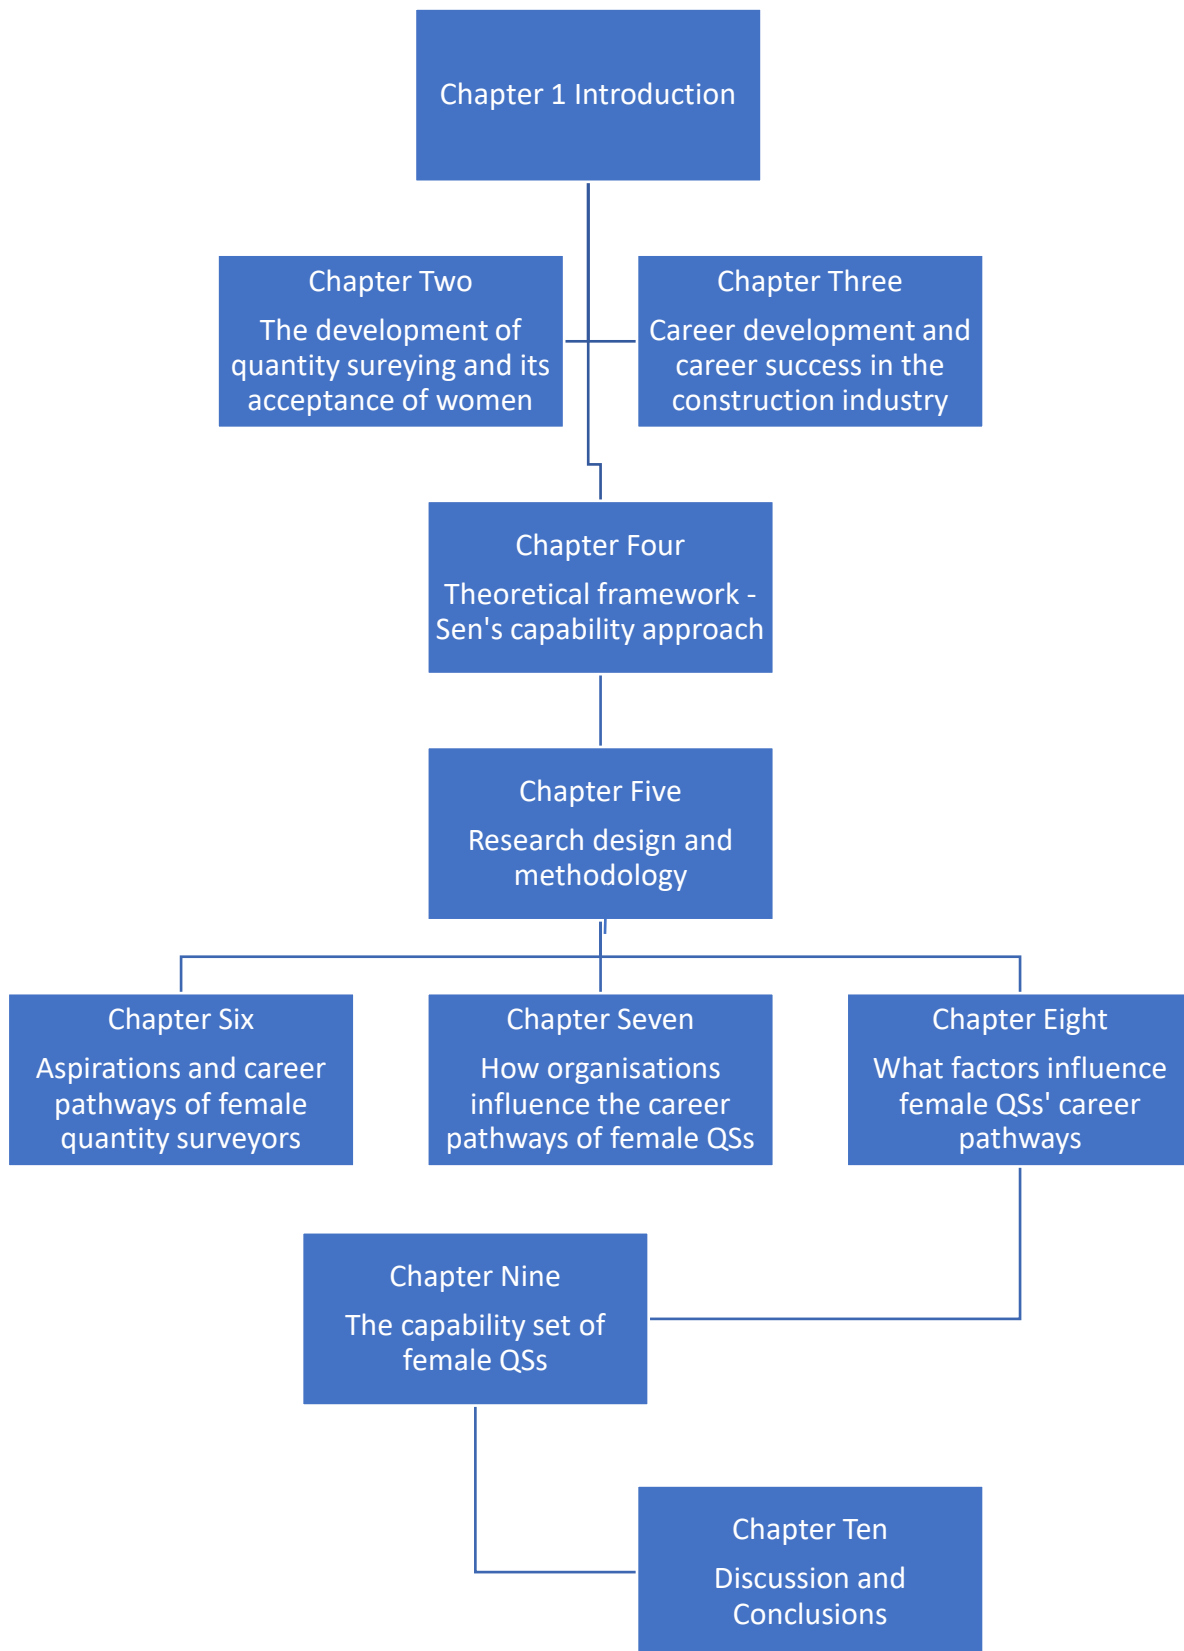 Chapter 1 Introduction
Chapter Two
The development of
quantity sureying and its
acceptance of women
Chapter Three
Career development and
career success in the
construction industry
Chapter Four
Theoretical framework -
Sen's capability approach
Chapter Five
Research design and
methodology
Chapter Six
Aspirations and career
pathways of female
quantity surveyors
Chapter Seven
How organisations
influence the career
pathways of female QSs
Chapter Eight
What factors influence
female QSs' career
pathways
Chapter Nine
The capability set of
female QSs
Chapter Ten
Discussion and
Conclusions